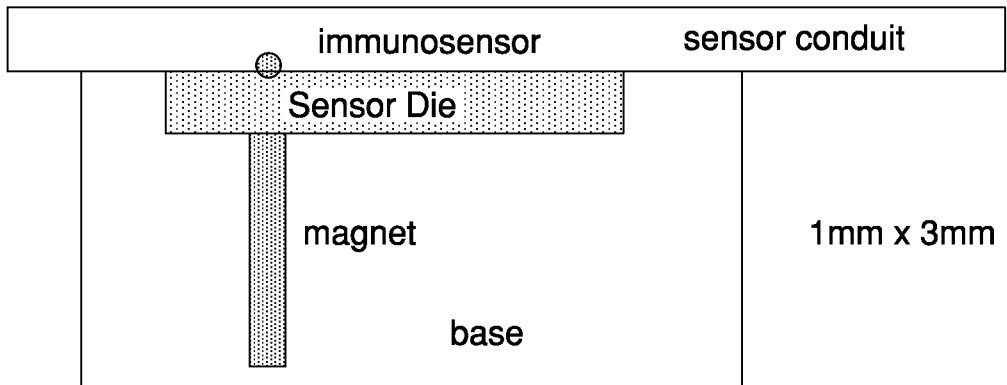 immunosensor
sensor conduit
Sensor Die
magnet
1mm x 3mm
base